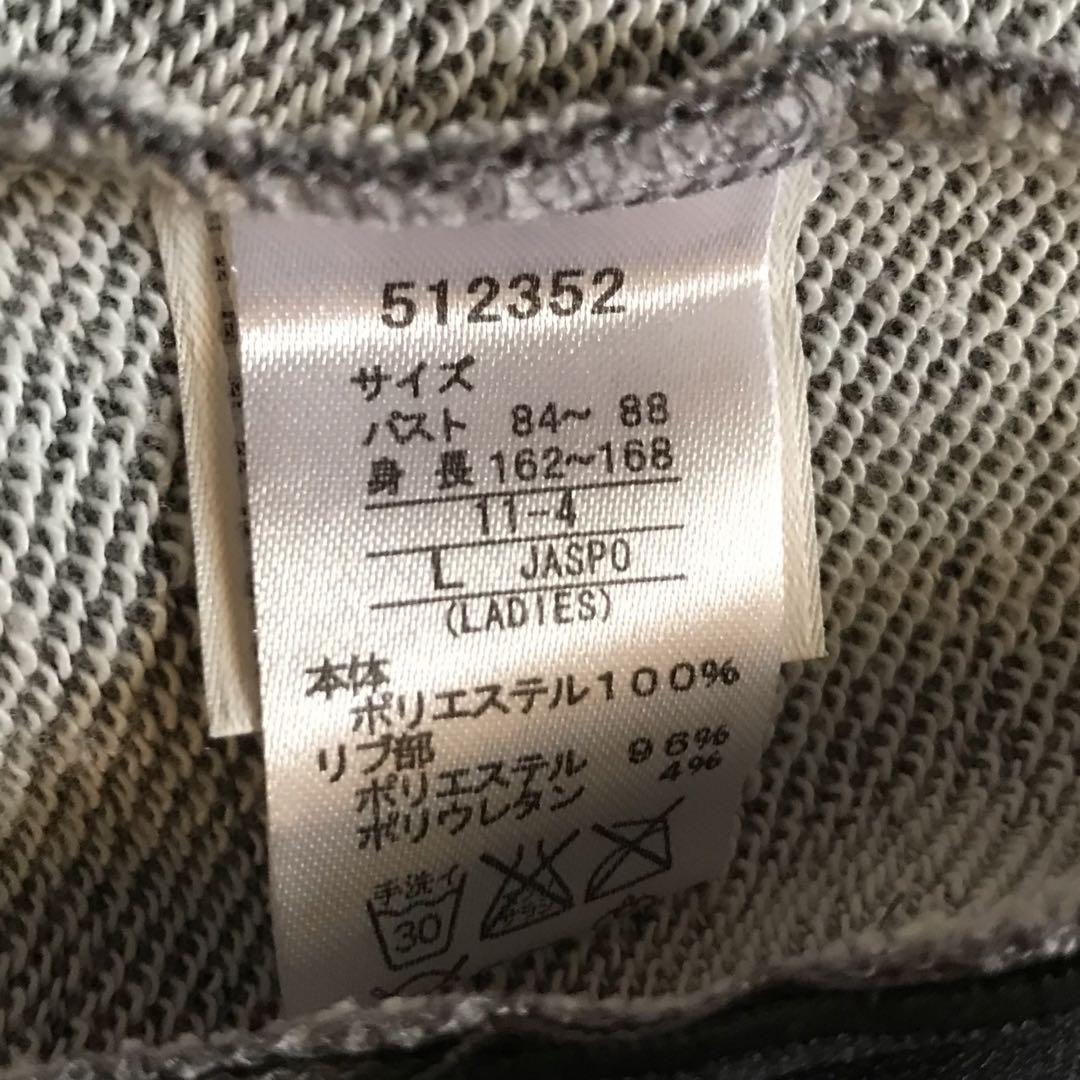 512352
サイズ
バスト 84～ 88
身 長 162～168
11-4
L JASPO
(LADIES)
本体
ポリエステル100%
リブ部
ポリエステル 96%
ポリウレタン 4%
手洗イ
30